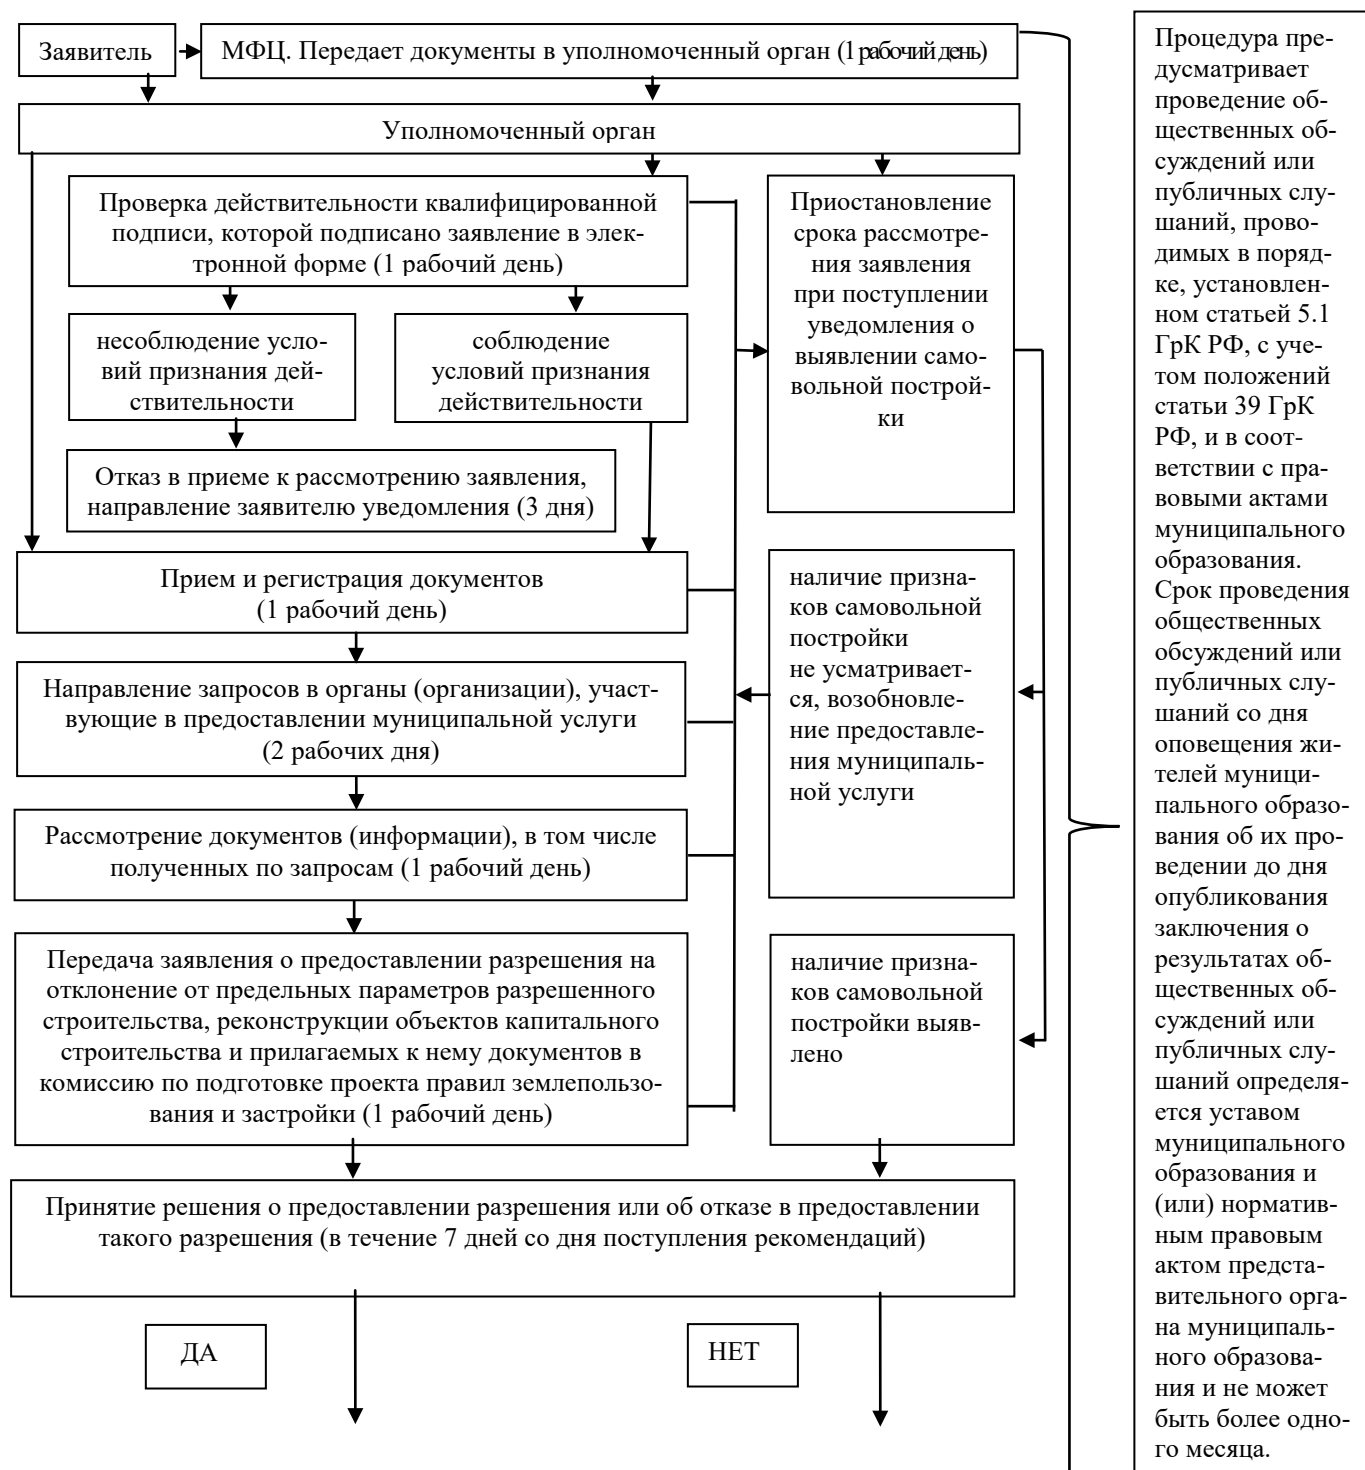 Заявитель
МФЦ. Передает документы в уполномоченный орган (1рабочий день)
Уполномоченный орган
Проверка действительности квалифицированной
подписи, которой подписано заявление в элек-
тронной форме (1 рабочий день)
Приостановление
срока рассмотре-
ния заявления
при поступлении
уведомления о
выявлении само-
вольной построй-
ки
несоблюдение усло-
вий признания дей-
ствительности
соблюдение
условий признания
действительности
Отказ в приеме к рассмотрению заявления,
направление заявителю уведомления (3 дня)
Прием и регистрация документов
(1 рабочий день)
наличие призна-
ков самовольной
постройки
не усматривает-
ся, возобновле-
ние предоставле-
ния муниципаль-
ной услуги
Направление запросов в органы (организации), участ-
вующие в предоставлении муниципальной услуги
(2 рабочих дня)
Рассмотрение документов (информации), в том числе
полученных по запросам (1 рабочий день)
Передача заявления о предоставлении разрешения на
отклонение от предельных параметров разрешенного
строительства, реконструкции объектов капитального
строительства и прилагаемых к нему документов в
комиссию по подготовке проекта правил землепользо-
вания и застройки (1 рабочий день)
наличие призна-
ков самовольной
постройки выяв-
лено
Принятие решения о предоставлении разрешения или об отказе в предоставлении
такого разрешения (в течение 7 дней со дня поступления рекомендаций)
ДА
НЕТ
Процедура пре-
дусматривает
проведение об-
щественных об-
суждений или
публичных слу-
шаний, прово-
димых в поряд-
ке, установлен-
ном статьей 5.1
ГрК РФ, с уче-
том положений
статьи 39 ГрК
РФ, и в соот-
ветствии с пра-
вовыми актами
муниципального
образования.
Срок проведения
общественных
обсуждений или
публичных слу-
шаний со дня
оповещения жи-
телей муници-
пального образо-
вания об их про-
ведении до дня
опубликования
заключения о
результатах об-
щественных об-
суждений или
публичных слу-
шаний определя-
ется уставом
муниципального
образования и
(или) норматив-
ным правовым
актом предста-
вительного орга-
на муниципаль-
ного образова-
ния и не может
быть более одно-
го месяца.